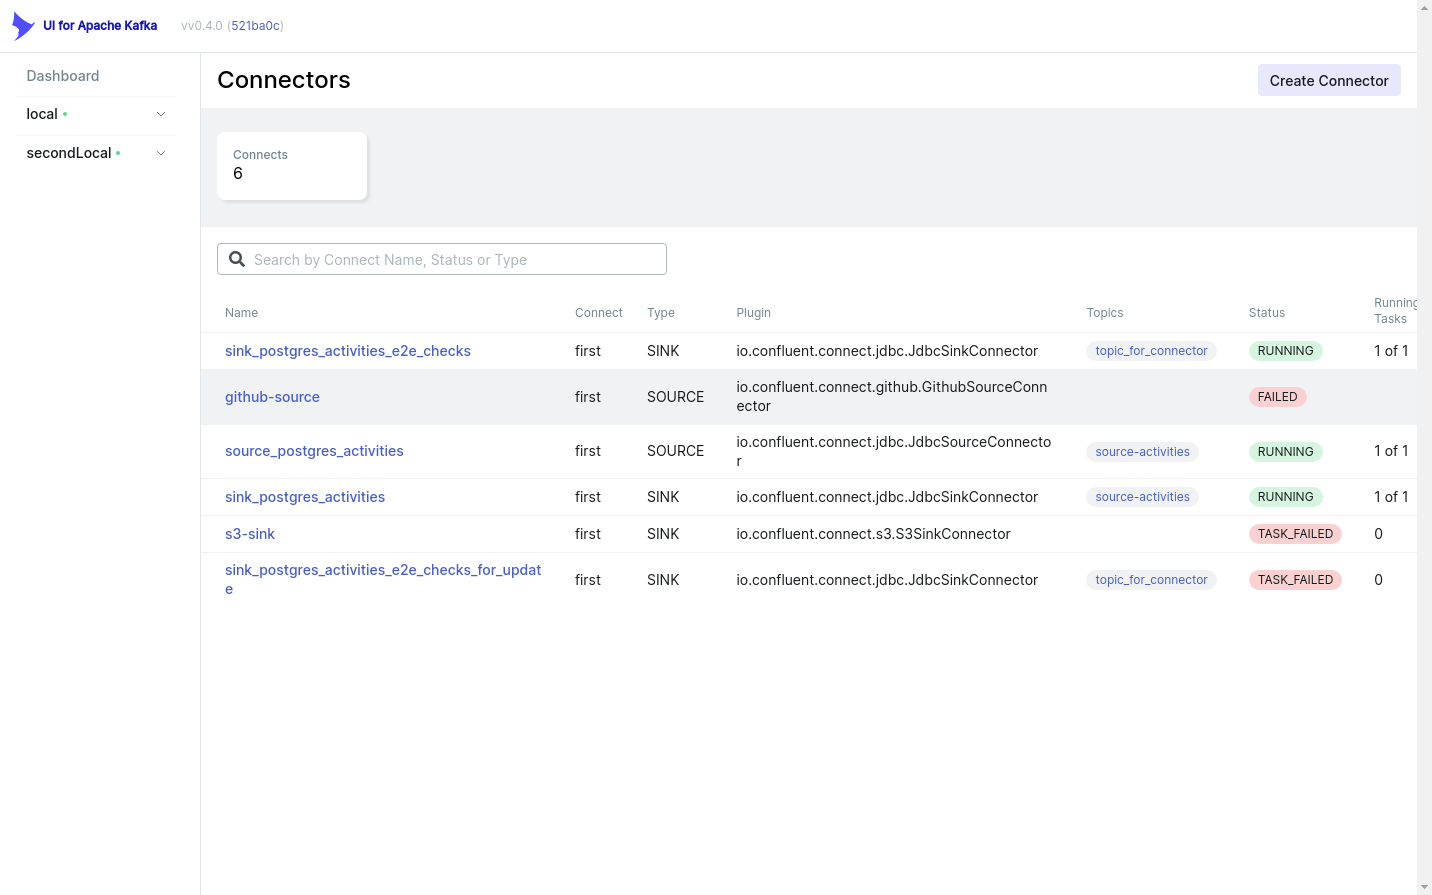 UI for Apache Kafka vv0.4.0 (521ba0c)
Dashboard
local
secondLocal
Connectors
Create Connector
Connects
6
Search by Connect Name, Status or Type
Name Connect Type Plugin Topics Status Running
Tasks
sink_postgres_activities_e2e_checks first SINK io.confluent.connect.jdbc.JdbcSinkConnector topic_for_connector RUNNING 1 of 1
github-source first SOURCE io.confluent.connect.github.GithubSourceConn
ector FAILED
source_postgres_activities first SOURCE io.confluent.connect.jdbc.JdbcSourceConnecto
r source-activities RUNNING 1 of 1
sink_postgres_activities first SINK io.confluent.connect.jdbc.JdbcSinkConnector source-activities RUNNING 1 of 1
s3-sink first SINK io.confluent.connect.s3.S3SinkConnector TASK_FAILED 0
sink_postgres_activities_e2e_checks_for_updat
e first SINK io.confluent.connect.jdbc.JdbcSinkConnector topic_for_connector TASK_FAILED 0